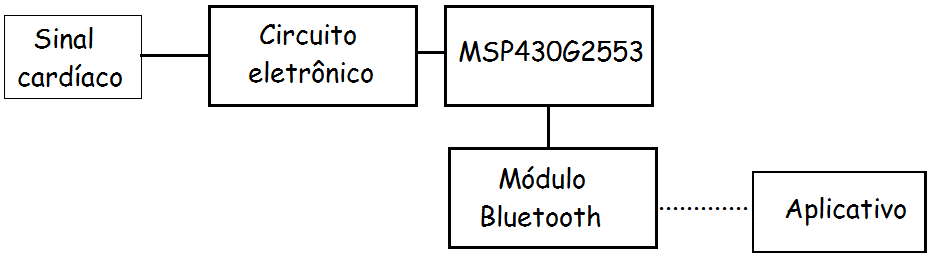 Sinal
cardíaco
Circuito
eletrônico
MSP430G2553
Módulo
Bluetooth
Aplicativo